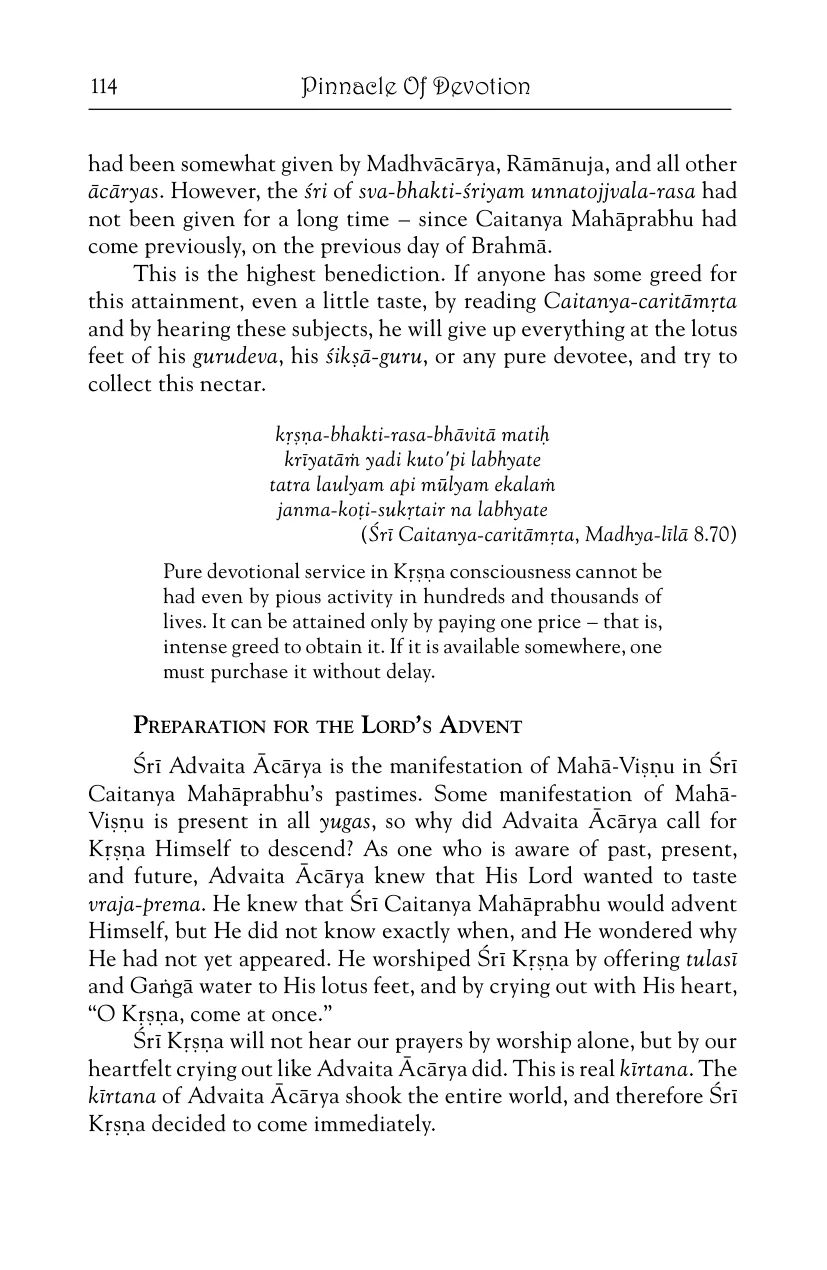 114 Pinnacle Of Devotion
had been somewhat given by Madhvācārya, Rāmānuja, and all other
ācāryas. However, the śri of sva-bhakti-śriyam unnatojjvala-rasa had
not been given for a long time – since Caitanya Mahāprabhu had
come previously, on the previous day of Brahmā.
This is the highest benediction. If anyone has some greed for
this attainment, even a little taste, by reading Caitanya-caritāmṛta
and by hearing these subjects, he will give up everything at the lotus
feet of his gurudeva, his śikṣā-guru, or any pure devotee, and try to
collect this nectar.
kṛṣṇa-bhakti-rasa-bhāvitā matiḥ
krīyatāṁ yadi kuto'pi labhyate
tatra laulyam api mūlyam ekalaṁ
janma-koṭi-sukṛtair na labhyate
(Śrī Caitanya-caritāmṛta, Madhya-līlā 8.70)
Pure devotional service in Kṛṣṇa consciousness cannot be
had even by pious activity in hundreds and thousands of
lives. It can be attained only by paying one price – that is,
intense greed to obtain it. If it is available somewhere, one
must purchase it without delay.
Preparation for the Lord's Advent
Śrī Advaita Ācārya is the manifestation of Mahā-Viṣṇu in Śrī
Caitanya Mahāprabhu's pastimes. Some manifestation of Mahā-
Viṣṇu is present in all yugas, so why did Advaita Ācārya call for
Kṛṣṇa Himself to descend? As one who is aware of past, present,
and future, Advaita Ācārya knew that His Lord wanted to taste
vraja-prema. He knew that Śrī Caitanya Mahāprabhu would advent
Himself, but He did not know exactly when, and He wondered why
He had not yet appeared. He worshiped Śrī Kṛṣṇa by offering tulasī
and Gaṅgā water to His lotus feet, and by crying out with His heart,
“O Kṛṣṇa, come at once.”
Śrī Kṛṣṇa will not hear our prayers by worship alone, but by our
heartfelt crying out like Advaita Ācārya did. This is real kīrtana. The
kīrtana of Advaita Ācārya shook the entire world, and therefore Śrī
Kṛṣṇa decided to come immediately.